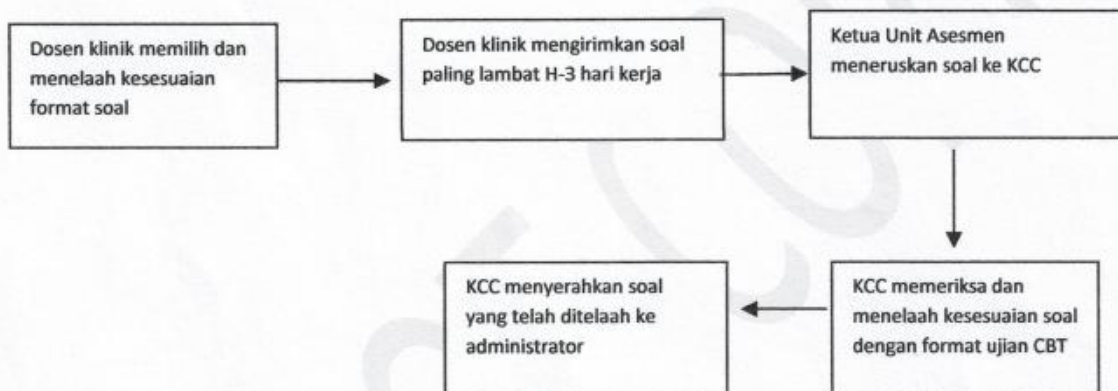 Dosen klinik memilih dan
menelaah kesesuaian
format soal
Dosen klinik mengirimkan soal
paling lambat H-3 hari kerja
Ketua Unit Asesmen
meneruskan soal ke KCC
KCC memeriksa dan
menelaah kesesuaian soal
dengan format ujian CBT
KCC menyerahkan soal
yang telah ditelaah ke
administrator